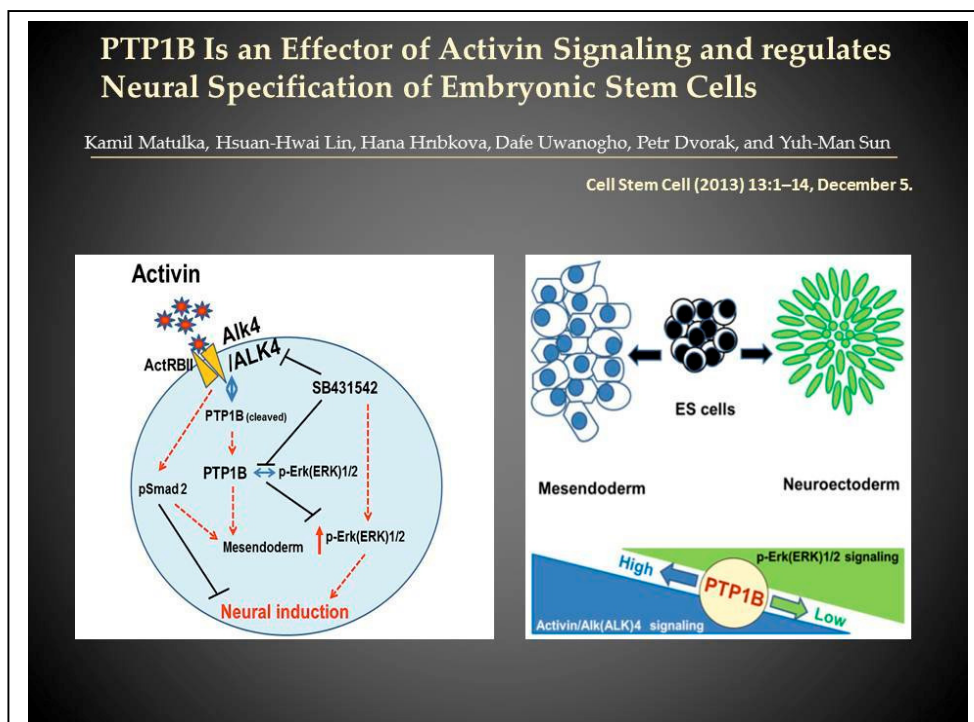 PTP1B Is an Effector of Activin Signaling and regulates
Neural Specification of Embryonic Stem Cells
Kamil Matulka, Hsuan-Hwai Lin, Hana Hribkova, Dafe Uwanogho, Petr Dvorak, and Yuh-Man Sun
Cell Stem Cell (2013) 13:1–14, December 5.
Activin
Alk4
/ALK4
ActRBII
SB431542
PTP1B (cleaved)
PTP1B
p-Erk(ERK)1/2
pSmad 2
Mesendoderm
p-Erk(ERK)1/2
Neural induction
ES cells
Mesendoderm
Neuroectoderm
p-Erk(ERK)1/2 signaling
High
PTP1B
Low
Activin/Alk(ALK)4 signaling